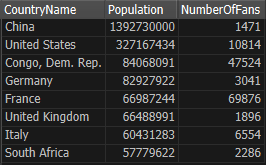 CountryName Population NumberOfFans
China 1392730000 1471
United States 327167434 10814
Congo, Dem. Rep. 84068091 47524
Germany 82927922 3041
France 66987244 69876
United Kingdom 66488991 1896
Italy 60431283 6554
South Africa 57779622 2286